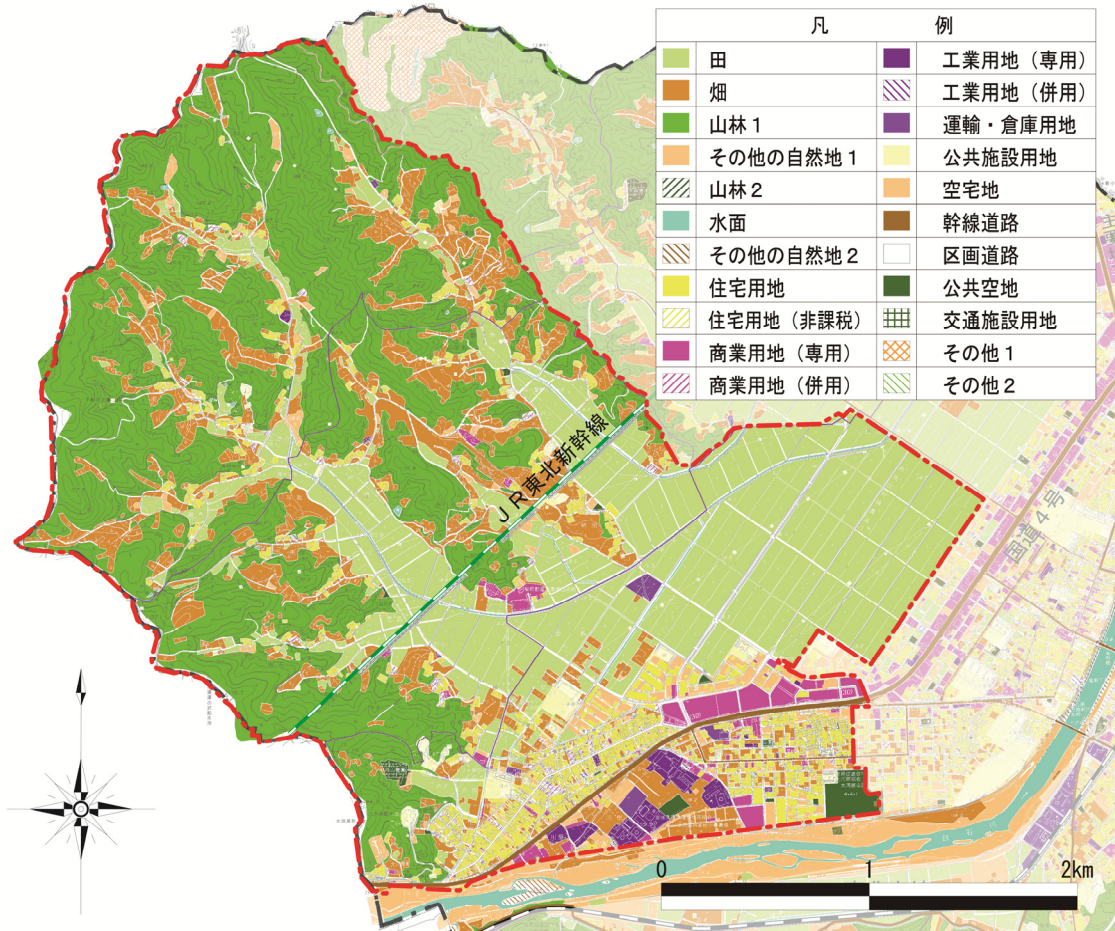 凡 例
田 工業用地（専用）
畑 工業用地（併用）
山林１ 運輸・倉庫用地
その他の自然地１ 公共施設用地
山林２ 空宅地
水面 幹線道路
その他の自然地２ 区画道路
住宅用地 公共空地
住宅用地（非課税） 交通施設用地
商業用地（専用） その他１
商業用地（併用） その他２
ＪＲ東北新幹線
国道４号
0 1 2km